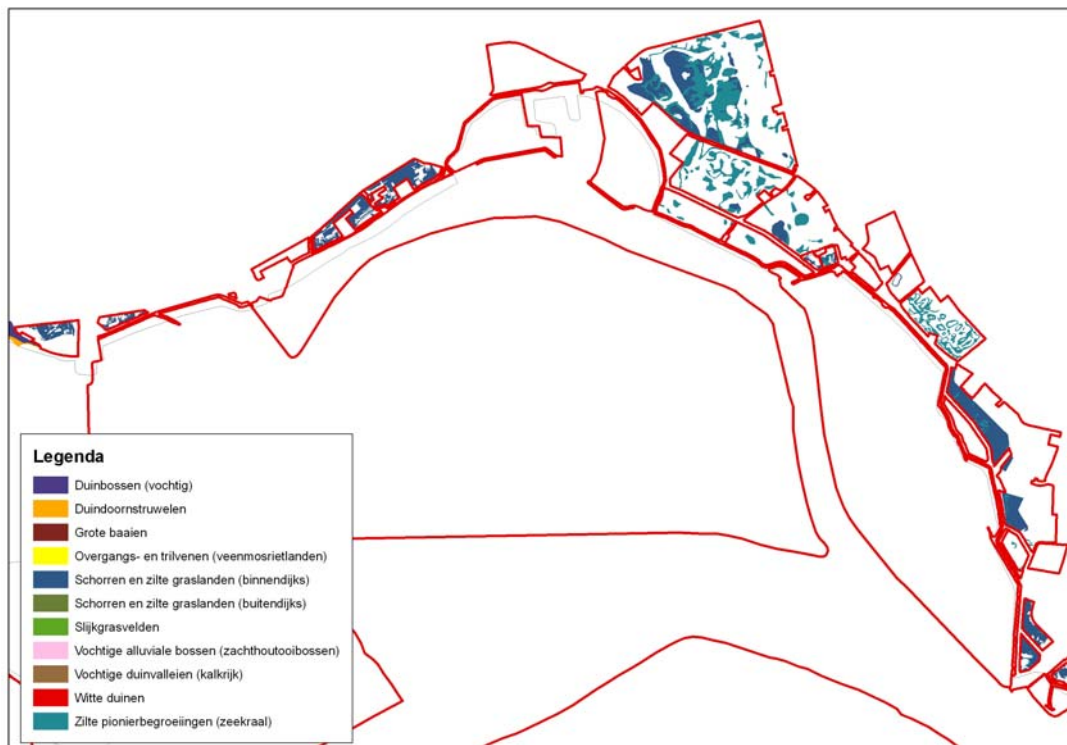 Legenda
Duinbossen (vochtig)
Duindoornstruwelen
Grote baaien
Overgangs- en trilvenen (veenmosrietlanden)
Schorren en zilte graslanden (binnendijks)
Schorren en zilte graslanden (buitendijks)
Slijkgrasvelden
Vochtige alluviale bossen (zachthoutooibossen)
Vochtige duinvalleien (kalkrijk)
Witte duinen
Zilte pionierbegroeiingen (zeekraal)